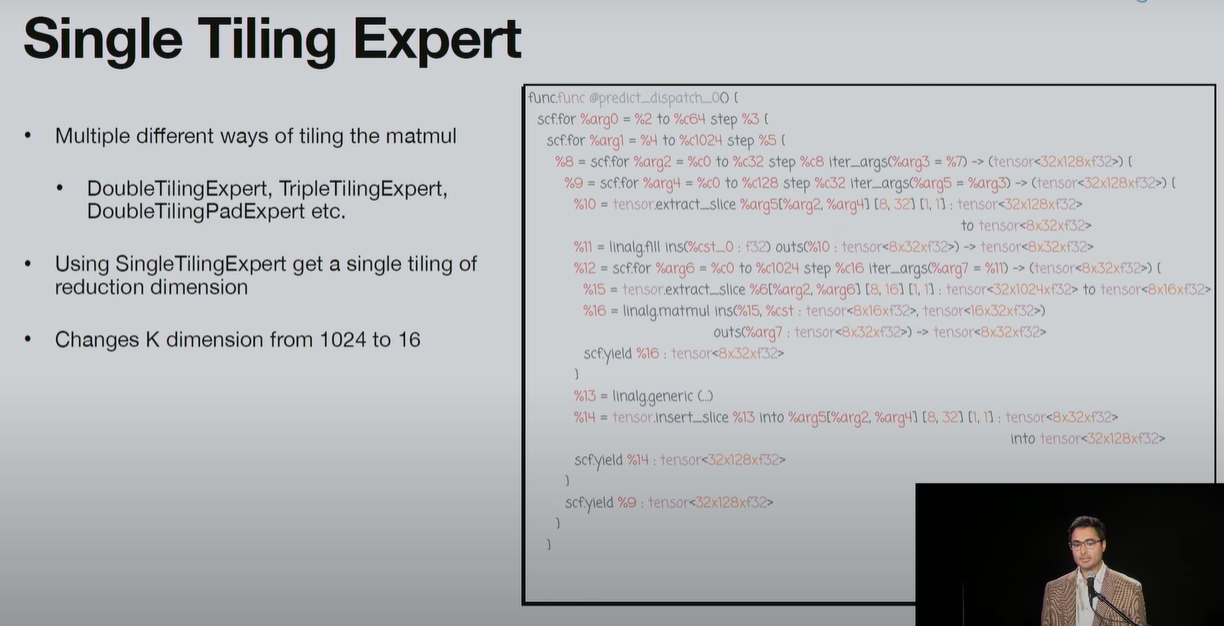 Single Tiling Expert
• Multiple different ways of tiling the matmul
• DoubleTilingExpert, TripleTilingExpert,
DoubleTilingPadExpert etc.
• Using SingleTilingExpert get a single tiling of
reduction dimension
• Changes K dimension from 1024 to 16
func.func @predict_dispatch_0() {
scf.for %arg0 = %2 to %c64 step %3 {
scf.for %arg1 = %4 to %c1024 step %5 {
%8 = scf.for %arg2 = %c0 to %c32 step %c8 iter_args(%arg3 = %7) -> (tensor<32x128xf32>) {
%9 = scf.for %arg4 = %c0 to %c128 step %c32 iter_args(%arg5 = %arg3) -> (tensor<32x128xf32>) {
%10 = tensor.extract_slice %arg5[%arg2, %arg4] [8, 32] [1, 1] : tensor<32x128xf32>
to tensor<8x32xf32>
%11 = linalg.fill ins(%cst_0 : f32) outs(%10 : tensor<8x32xf32>) -> tensor<8x32xf32>
%12 = scf.for %arg6 = %c0 to %c1024 step %c16 iter_args(%arg7 = %11) -> (tensor<8x32xf32>) {
%15 = tensor.extract_slice %6[%arg2, %arg6] [8, 16] [1, 1] : tensor<32x1024xf32> to tensor<8x16xf32>
%16 = linalg.matmul ins(%15, %cst : tensor<8x16xf32>, tensor<16x32xf32>)
outs(%arg7 : tensor<8x32xf32>) -> tensor<8x32xf32>
scf.yield %16 : tensor<8x32xf32>
}
%13 = linalg.generic {...}
%14 = tensor.insert_slice %13 into %arg5[%arg2, %arg4] [8, 32] [1, 1] : tensor<8x32xf32>
into tensor<32x128xf32>
scf.yield %14 : tensor<32x128xf32>
}
scf.yield %9 : tensor<32x128xf32>
}
}